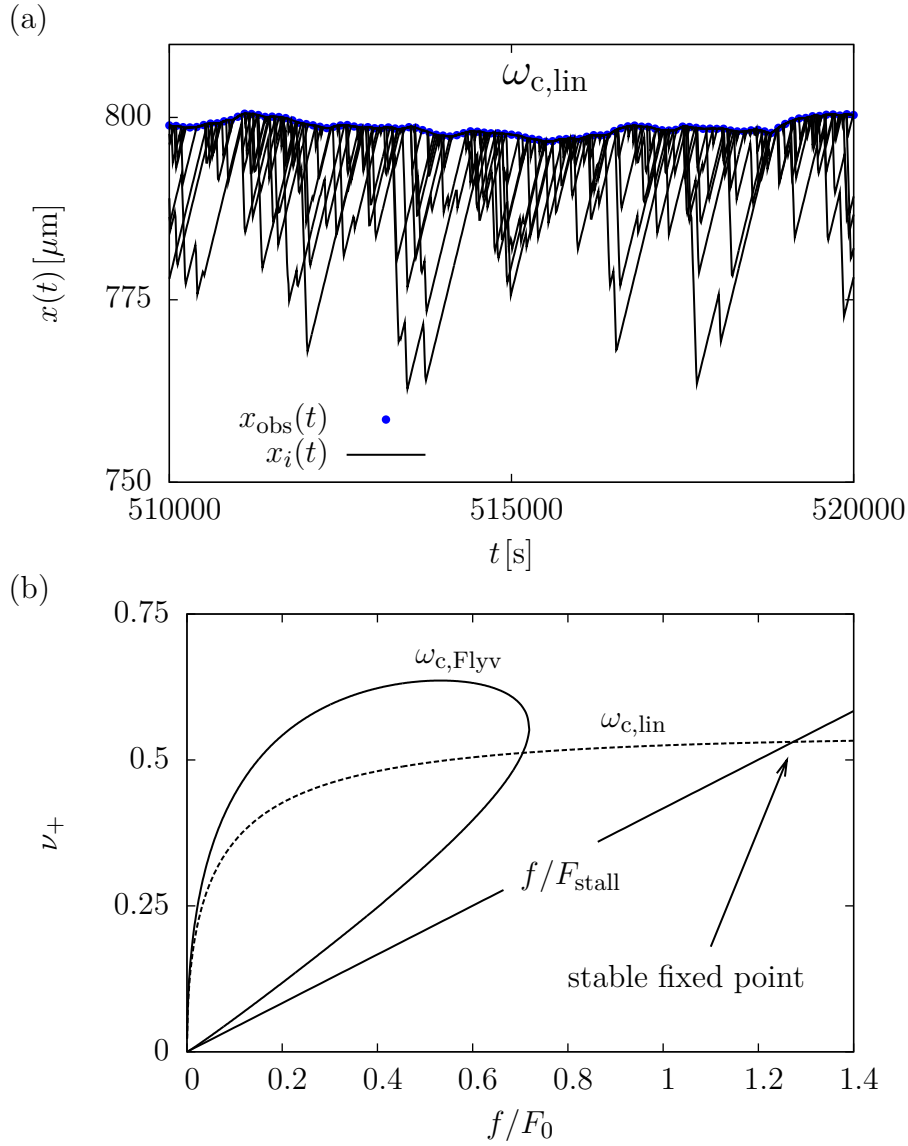 (a)
ω_c,lin
800
775
750
x(t) [μm]
x_obs(t)
x_i(t)
510000 515000 520000
t [s]
(b)
0.75
0.5
0.25
0
ν_+
ω_c,Flyv
ω_c,lin
f/F_stall
stable fixed point
0 0.2 0.4 0.6 0.8 1 1.2 1.4
f/F_0